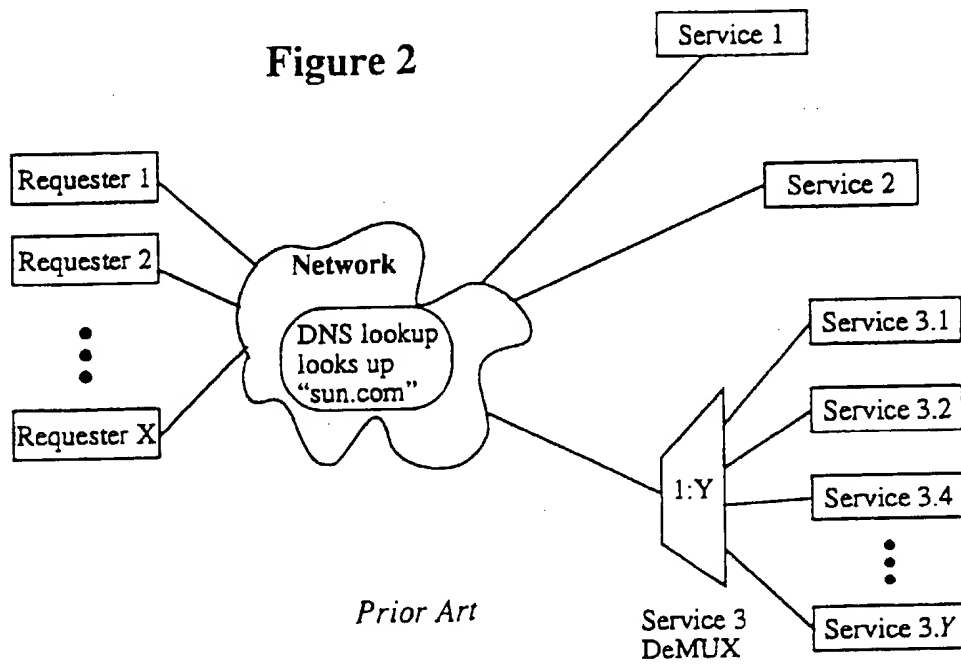 Figure 2
Service 1
Requester 1
Service 2
Requester 2
Network
DNS lookup
looks up
“sun.com”
Service 3.1
Requester X
Service 3.2
1:Y
Service 3.4
Prior Art
Service 3
DeMUX
Service 3.Y